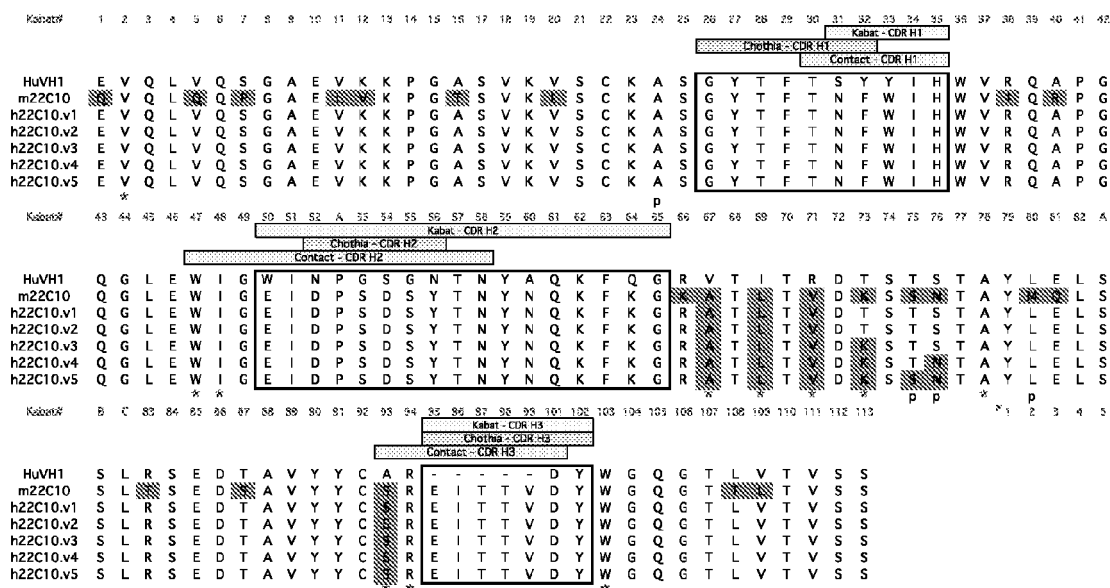 Kabat# 1 2 3 4 5 6 7 8 9 10 11 12 13 14 15 16 17 18 19 20 21 22 23 24 25 26 27 28 29 30 31 32 33 34 35 36 37 38 39 40 41 42
Kabat - CDR H1
Chothia - CDR H1
Contact - CDR H1
HuVH1 E V Q L V Q S G A E V K K P G A S V K V S C K A S G Y T F T S Y Y I H W V R Q A P G
m22C10 Q V Q L Q Q P G A E L V K P G T S V K L S C K A S G Y T F T N F W I H W V K Q R P G
h22C10.v1 E V Q L V Q S G A E V K K P G A S V K V S C K A S G Y T F T N F W I H W V R Q A P G
h22C10.v2 E V Q L V Q S G A E V K K P G A S V K V S C K A S G Y T F T N F W I H W V R Q A P G
h22C10.v3 E V Q L V Q S G A E V K K P G A S V K V S C K A S G Y T F T N F W I H W V R Q A P G
h22C10.v4 E V Q L V Q S G A E V K K P G A S V K V S C K A S G Y T F T N F W I H W V R Q A P G
h22C10.v5 E V Q L V Q S G A E V K K P G A S V K V S C K A S G Y T F T N F W I H W V R Q A P G
* p
Kabat# 43 44 45 46 47 48 49 50 51 52 A 53 54 55 56 57 58 59 60 61 62 63 64 65 66 67 68 69 70 71 72 73 74 75 76 77 78 79 80 81 82 A
Kabat - CDR H2
Chothia - CDR H2
Contact - CDR H2
HuVH1 Q G L E W I G W I N P G S G N T N Y A Q K F Q G R V T I T R D T S T S T A Y L E L S
m22C10 Q G L E W I G E I D P S D S Y T N Y N Q K F K G K A T L T V D K S S N T A Y M Q L S
h22C10.v1 Q G L E W I G E I D P S D S Y T N Y N Q K F K G R A T L T V D T S T S T A Y L E L S
h22C10.v2 Q G L E W I G E I D P S D S Y T N Y N Q K F K G R A T L T V D T S T S T A Y L E L S
h22C10.v3 Q G L E W I G E I D P S D S Y T N Y N Q K F K G R A T L T V D K S T S T A Y L E L S
h22C10.v4 Q G L E W I G E I D P S D S Y T N Y N Q K F K G R A T L T V D K S T N T A Y L E L S
h22C10.v5 Q G L E W I G E I D P S D S Y T N Y N Q K F K G R A T L T V D K S S N T A Y L E L S
* * * * * * p p * p
Kabat# B C 83 84 85 86 87 88 89 90 91 92 93 94 95 96 97 98 99 101 102 103 104 105 106 107 108 109 110 111 112 113 * 1 2 3 4 5
Kabat - CDR H3
Chothia - CDR H3
Contact - CDR H3
HuVH1 S L R S E D T A V Y Y C A R - - - - - D Y W G Q G T L V T V S S
m22C10 S L T S E D T A V Y Y C T R E I T T V D Y W G Q G T T L T V S S
h22C10.v1 S L R S E D T A V Y Y C S R E I T T V D Y W G Q G T L V T V S S
h22C10.v2 S L R S E D T A V Y Y C S R E I T T V D Y W G Q G T L V T V S S
h22C10.v3 S L R S E D T A V Y Y C S R E I T T V D Y W G Q G T L V T V S S
h22C10.v4 S L R S E D T A V Y Y C S R E I T T V D Y W G Q G T L V T V S S
h22C10.v5 S L R S E D T A V Y Y C T R E I T T V D Y W G Q G T L V T V S S
* * *